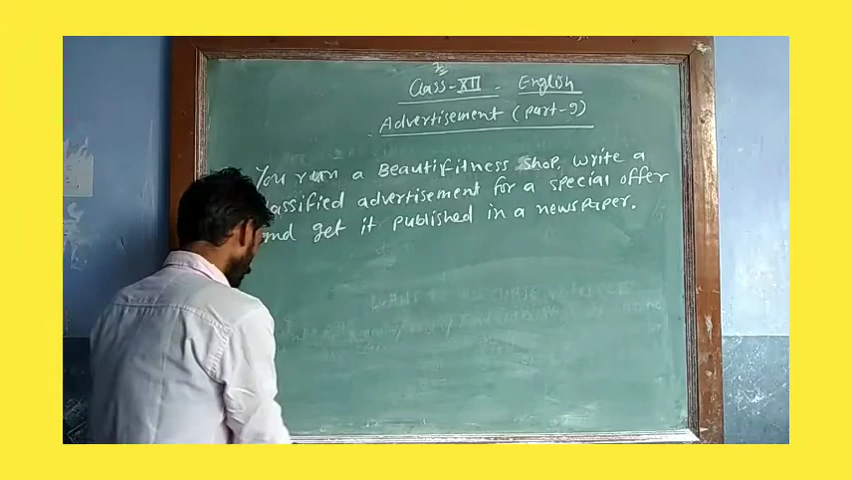 Class-XII - English
Advertisement (part-9)
You run a Beautifitness shop. Write a
classified advertisement for a special offer
and get it published in a newspaper.